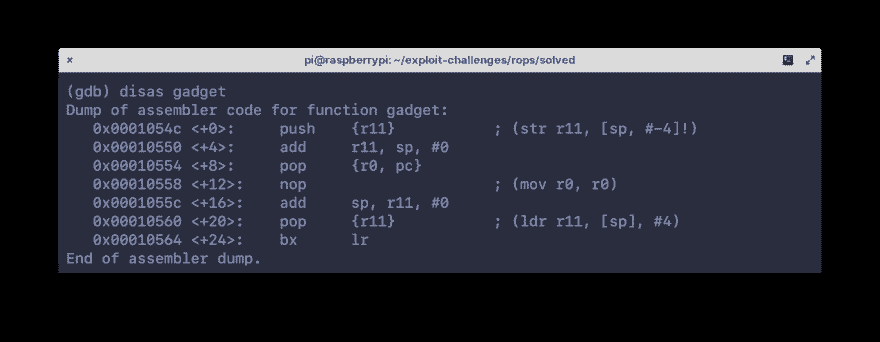 × pi@raspberrypi: ~/exploit-challenges/rops/solved
(gdb) disas gadget
Dump of assembler code for function gadget:
   0x0001054c <+0>:	push	{r11}		; (str r11, [sp, #-4]!)
   0x00010550 <+4>:	add	r11, sp, #0
   0x00010554 <+8>:	pop	{r0, pc}
   0x00010558 <+12>:	nop			; (mov r0, r0)
   0x0001055c <+16>:	add	sp, r11, #0
   0x00010560 <+20>:	pop	{r11}		; (ldr r11, [sp], #4)
   0x00010564 <+24>:	bx	lr
End of assembler dump.